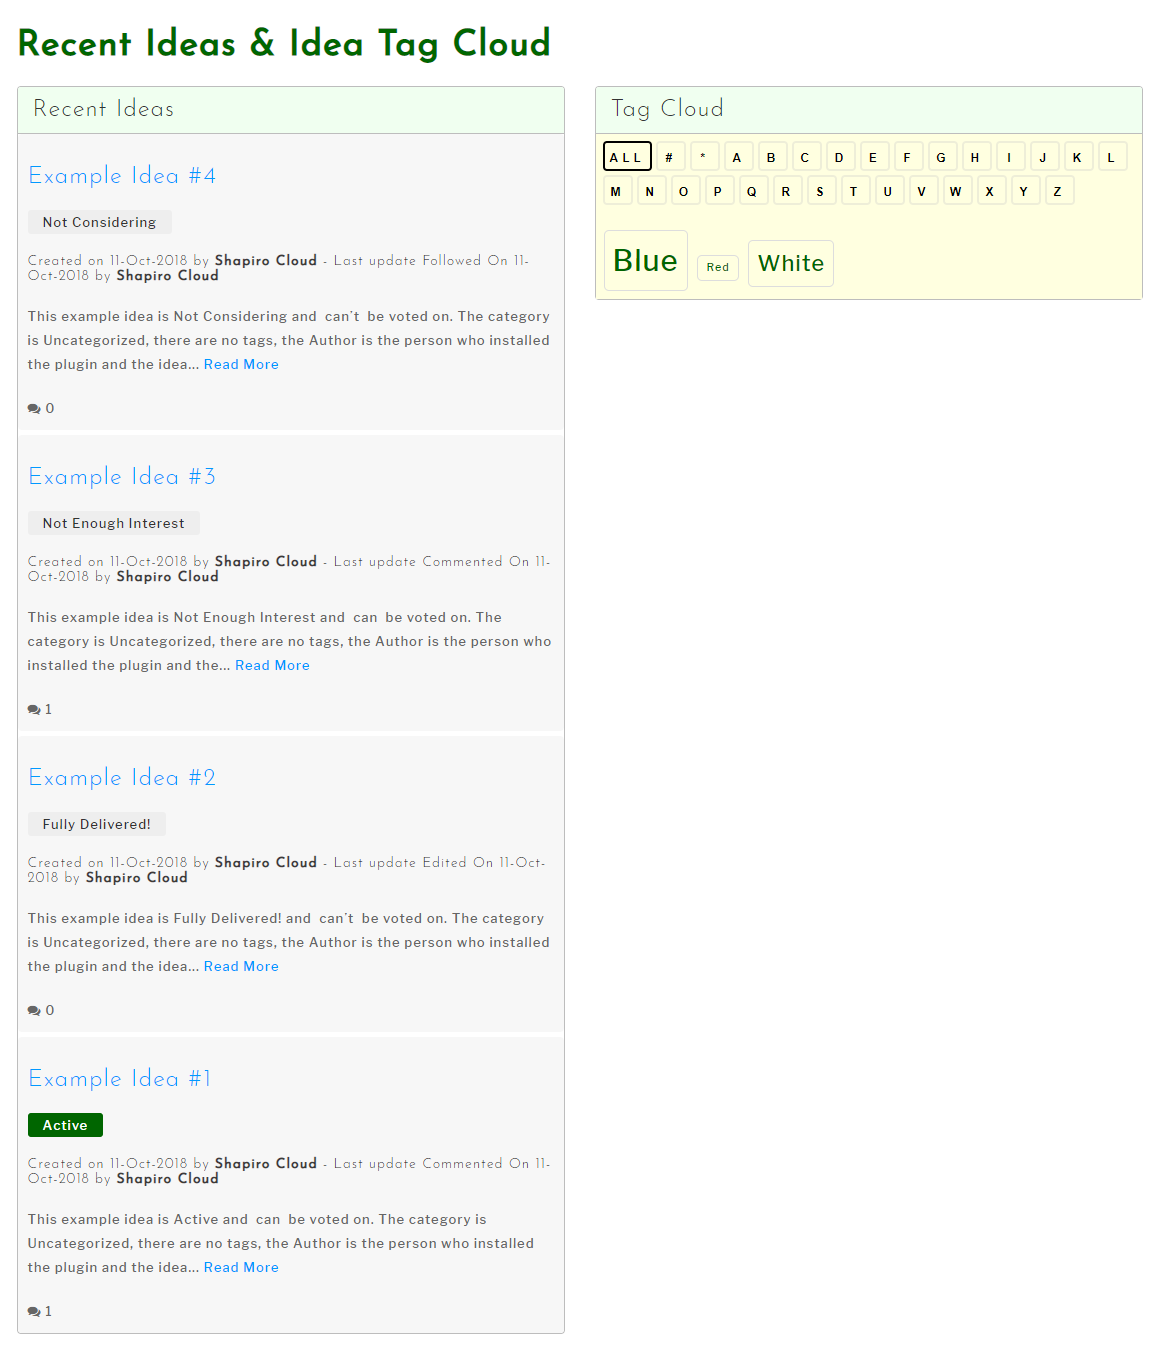 Recent Ideas & Idea Tag Cloud
Recent Ideas
Example Idea #4
Not Considering
Created on 11-Oct-2018 by Shapiro Cloud - Last update Followed On 11-
Oct-2018 by Shapiro Cloud
This example idea is Not Considering and can't be voted on. The category
is Uncategorized, there are no tags, the Author is the person who installed
the plugin and the idea... Read More
0
Example Idea #3
Not Enough Interest
Created on 11-Oct-2018 by Shapiro Cloud - Last update Commented On 11-
Oct-2018 by Shapiro Cloud
This example idea is Not Enough Interest and can be voted on. The
category is Uncategorized, there are no tags, the Author is the person who
installed the plugin and the... Read More
1
Example Idea #2
Fully Delivered!
Created on 11-Oct-2018 by Shapiro Cloud - Last update Edited On 11-Oct-
2018 by Shapiro Cloud
This example idea is Fully Delivered! and can't be voted on. The category
is Uncategorized, there are no tags, the Author is the person who installed
the plugin and the idea... Read More
0
Example Idea #1
Active
Created on 11-Oct-2018 by Shapiro Cloud - Last update Commented On 11-
Oct-2018 by Shapiro Cloud
This example idea is Active and can be voted on. The category is
Uncategorized, there are no tags, the Author is the person who installed
the plugin and the idea... Read More
1
Tag Cloud
ALL # * A B C D E F G H I J K L
M N O P Q R S T U V W X Y Z
Blue Red White